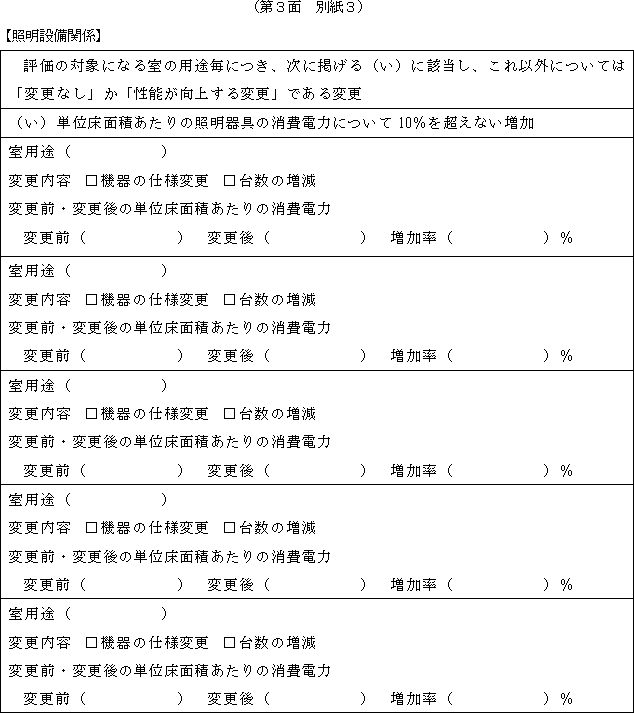 （第３面　別紙３）
【照明設備関係】
評価の対象になる室の用途毎につき、次に掲げる（い）に該当し、これ以外については
「変更なし」か「性能が向上する変更」である変更
（い）単位床面積あたりの照明器具の消費電力について10％を超えない増加
室用途（　　　　　　）
変更内容　□機器の仕様変更　□台数の増減
変更前・変更後の単位床面積あたりの消費電力
変更前（　　　　　　）　変更後（　　　　　　）　増加率（　　　　　　）％
室用途（　　　　　　）
変更内容　□機器の仕様変更　□台数の増減
変更前・変更後の単位床面積あたりの消費電力
変更前（　　　　　　）　変更後（　　　　　　）　増加率（　　　　　　）％
室用途（　　　　　　）
変更内容　□機器の仕様変更　□台数の増減
変更前・変更後の単位床面積あたりの消費電力
変更前（　　　　　　）　変更後（　　　　　　）　増加率（　　　　　　）％
室用途（　　　　　　）
変更内容　□機器の仕様変更　□台数の増減
変更前・変更後の単位床面積あたりの消費電力
変更前（　　　　　　）　変更後（　　　　　　）　増加率（　　　　　　）％
室用途（　　　　　　）
変更内容　□機器の仕様変更　□台数の増減
変更前・変更後の単位床面積あたりの消費電力
変更前（　　　　　　）　変更後（　　　　　　）　増加率（　　　　　　）％